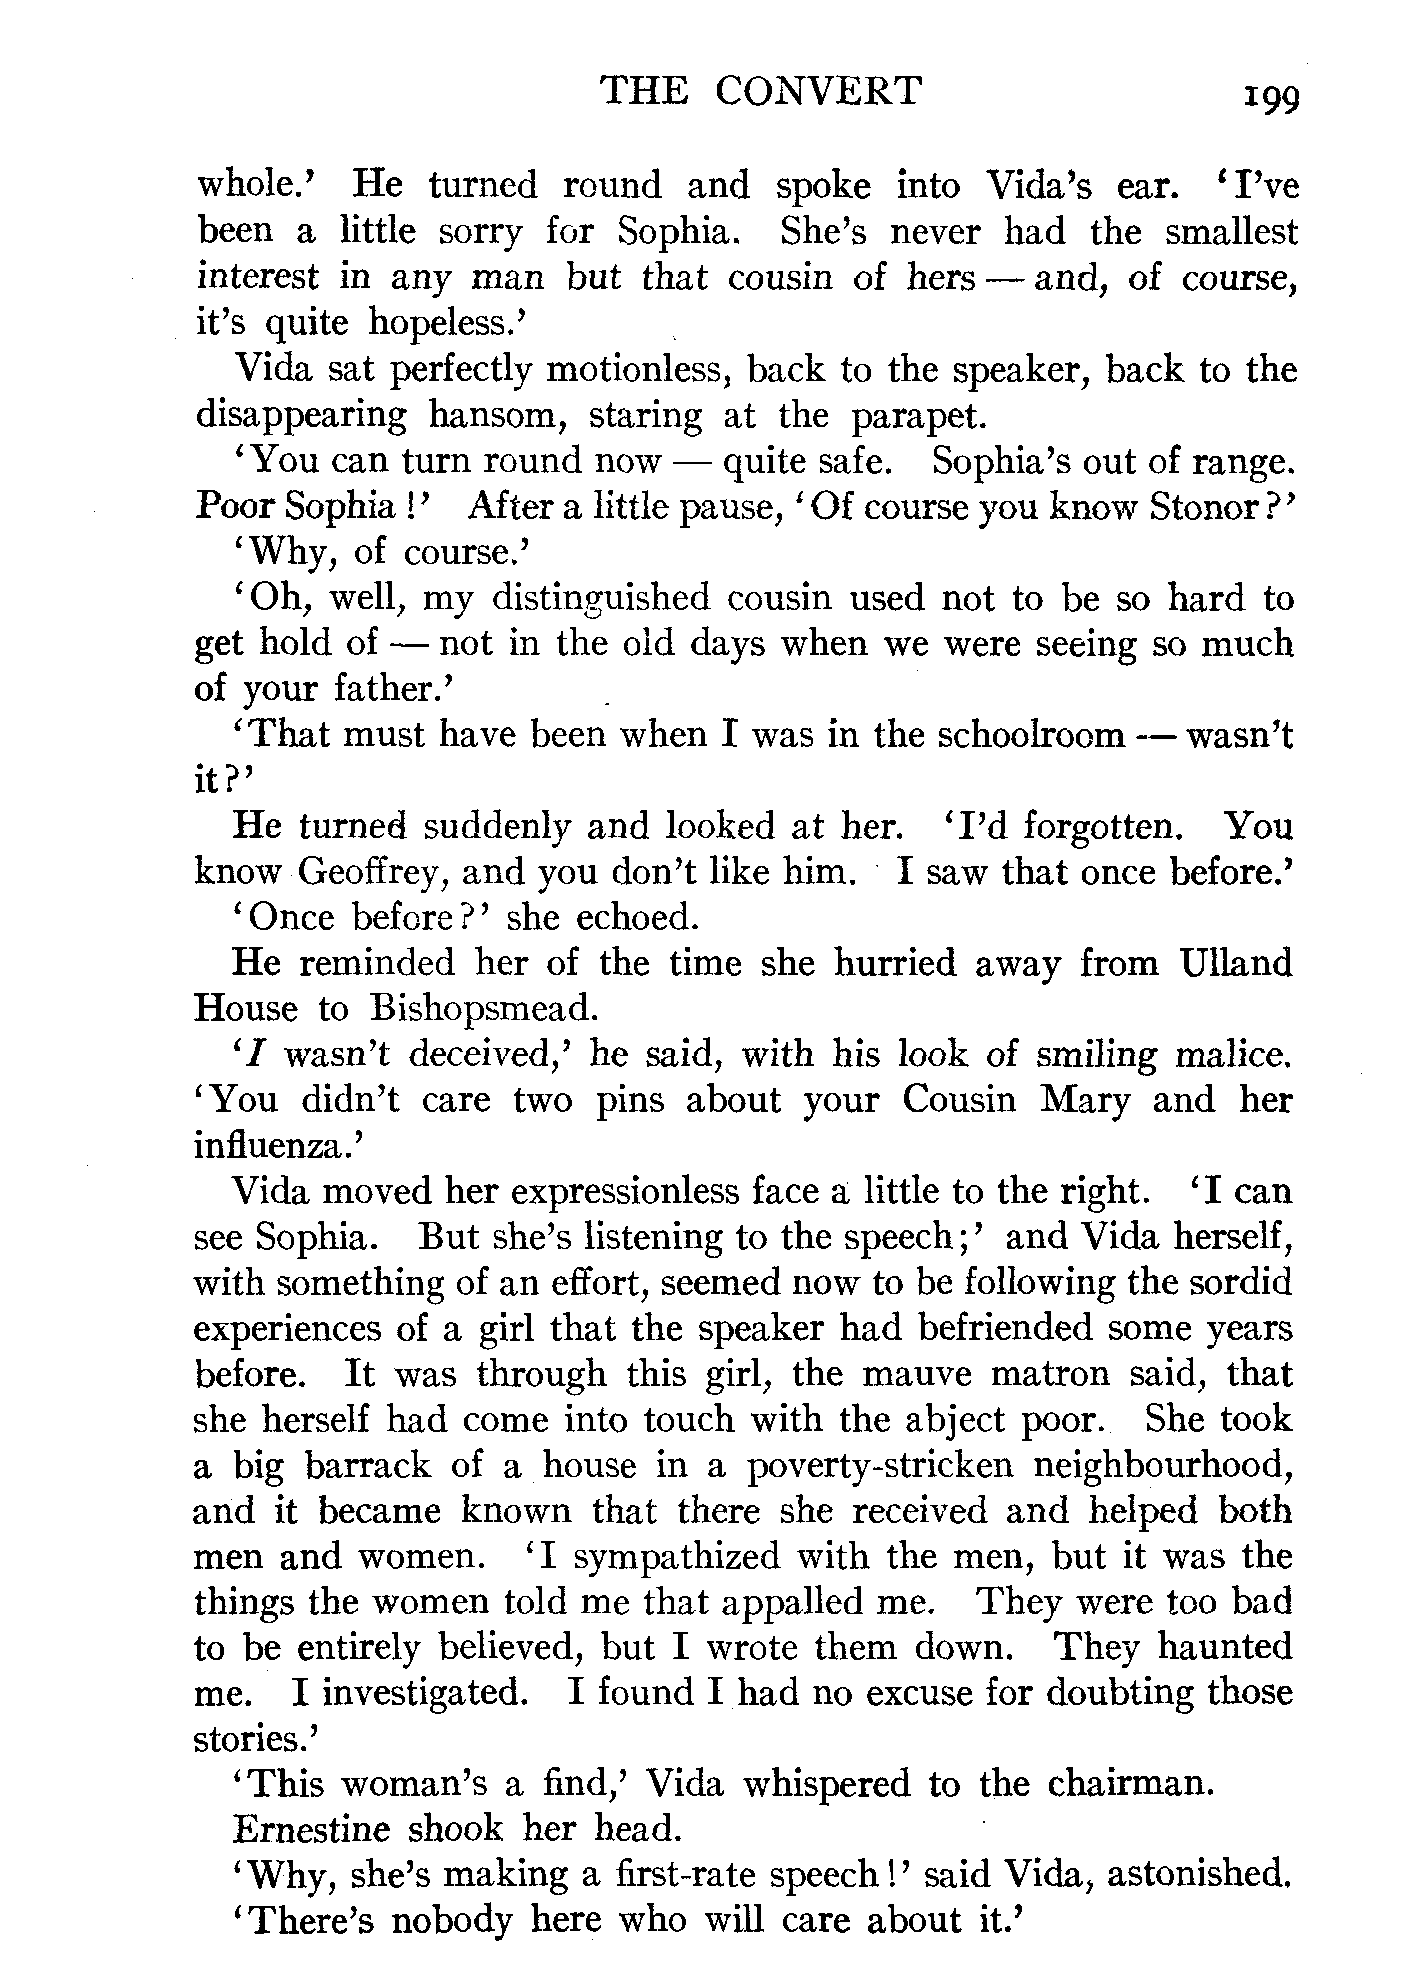 THE CONVERT 199
whole.’ He turned round and spoke into Vida’s ear. ‘I’ve
been a little sorry for Sophia. She’s never had the smallest
interest in any man but that cousin of hers — and, of course,
it’s quite hopeless.’
Vida sat perfectly motionless, back to the speaker, back to the
disappearing hansom, staring at the parapet.
‘You can turn round now — quite safe. Sophia’s out of range.
Poor Sophia!’ After a little pause, ‘Of course you know Stonor?’
‘Why, of course.’
‘Oh, well, my distinguished cousin used not to be so hard to
get hold of — not in the old days when we were seeing so much
of your father.’
‘That must have been when I was in the schoolroom — wasn’t
it?’
He turned suddenly and looked at her. ‘I’d forgotten. You
know Geoffrey, and you don’t like him. I saw that once before.’
‘Once before?’ she echoed.
He reminded her of the time she hurried away from Ulland
House to Bishopsmead.
‘I wasn’t deceived,’ he said, with his look of smiling malice.
‘You didn’t care two pins about your Cousin Mary and her
influenza.’
Vida moved her expressionless face a little to the right. ‘I can
see Sophia. But she’s listening to the speech;’ and Vida herself,
with something of an effort, seemed now to be following the sordid
experiences of a girl that the speaker had befriended some years
before. It was through this girl, the mauve matron said, that
she herself had come into touch with the abject poor. She took
a big barrack of a house in a poverty-stricken neighbourhood,
and it became known that there she received and helped both
men and women. ‘I sympathized with the men, but it was the
things the women told me that appalled me. They were too bad
to be entirely believed, but I wrote them down. They haunted
me. I investigated. I found I had no excuse for doubting those
stories.’
‘This woman’s a find,’ Vida whispered to the chairman.
Ernestine shook her head.
‘Why, she’s making a first-rate speech!’ said Vida, astonished.
‘There’s nobody here who will care about it.’